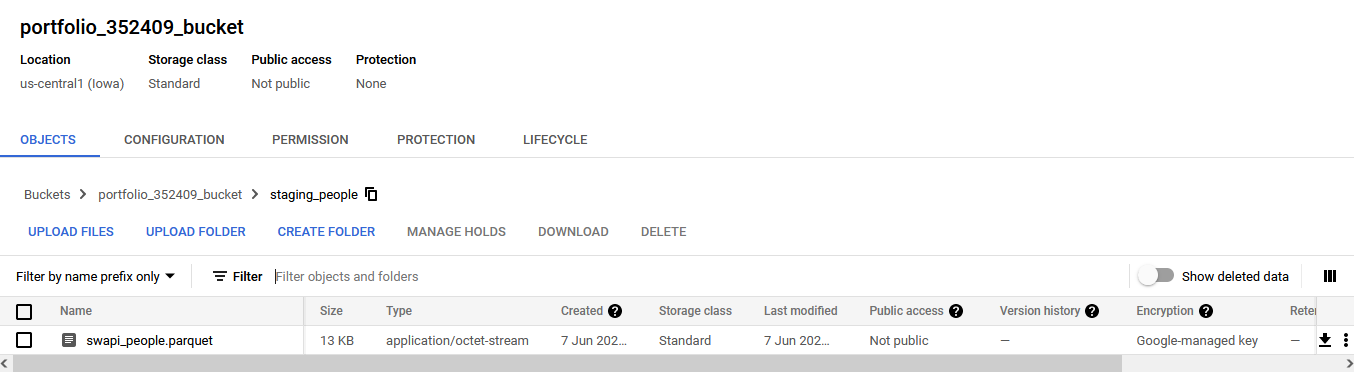 portfolio_352409_bucket
Location Storage class Public access Protection
us-central1 (Iowa) Standard Not public None
OBJECTS CONFIGURATION PERMISSION PROTECTION LIFECYCLE
Buckets portfolio_352409_bucket staging_people
UPLOAD FILES UPLOAD FOLDER CREATE FOLDER MANAGE HOLDS DOWNLOAD DELETE
Filter by name prefix only Filter Filter objects and folders Show deleted data
Name Size Type Created Storage class Last modified Public access Version history Encryption Rete
swapi_people.parquet 13 KB application/octet-stream 7 Jun 202... Standard 7 Jun 202... Not public — Google-managed key —